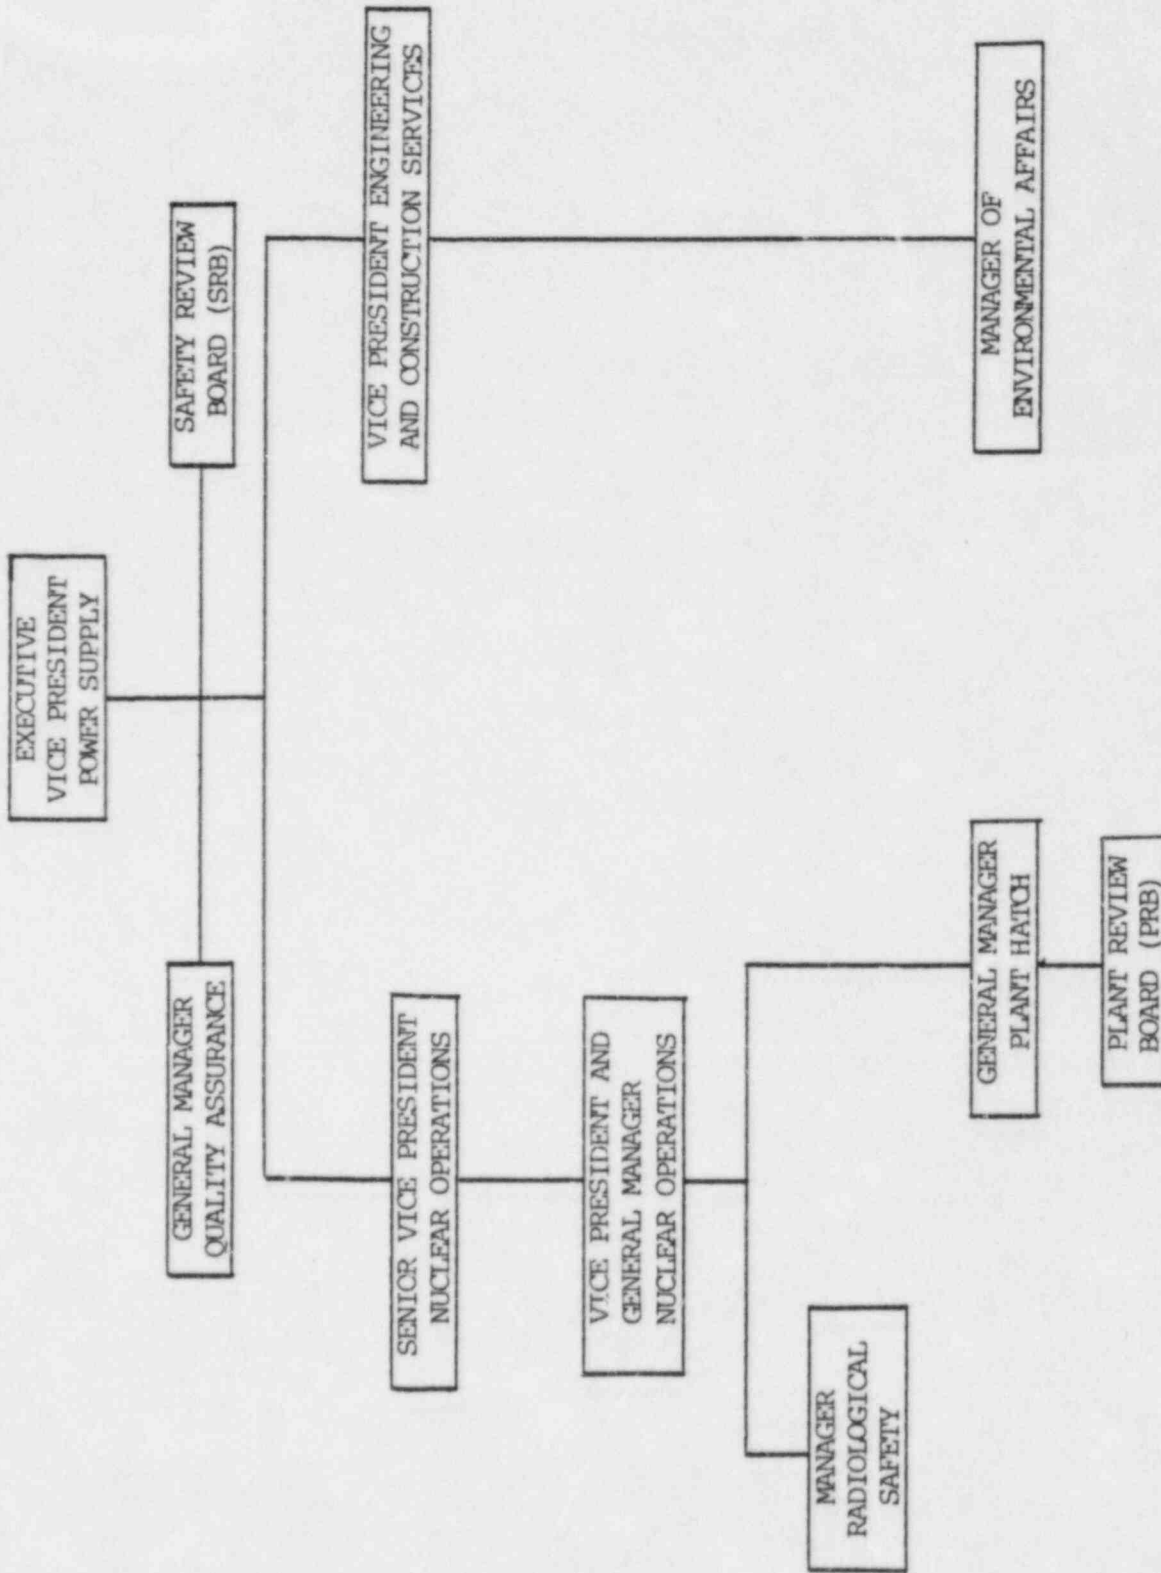 EXECUTIVE
VICE PRESIDENT
POWER SUPPLY
GENERAL MANAGER
QUALITY ASSURANCE
SAFETY REVIEW
BOARD (SRB)
SENIOR VICE PRESIDENT
NUCLEAR OPERATIONS
VICE PRESIDENT ENGINEERING
AND CONSTRUCTION SERVICES
VICE PRESIDENT AND
GENERAL MANAGER
NUCLEAR OPERATIONS
MANAGER
RADIOLOGICAL
SAFETY
GENERAL MANAGER
PLANT HATCH
MANAGER OF
ENVIRONMENTAL AFFAIRS
PLANT REVIEW
BOARD (PRB)